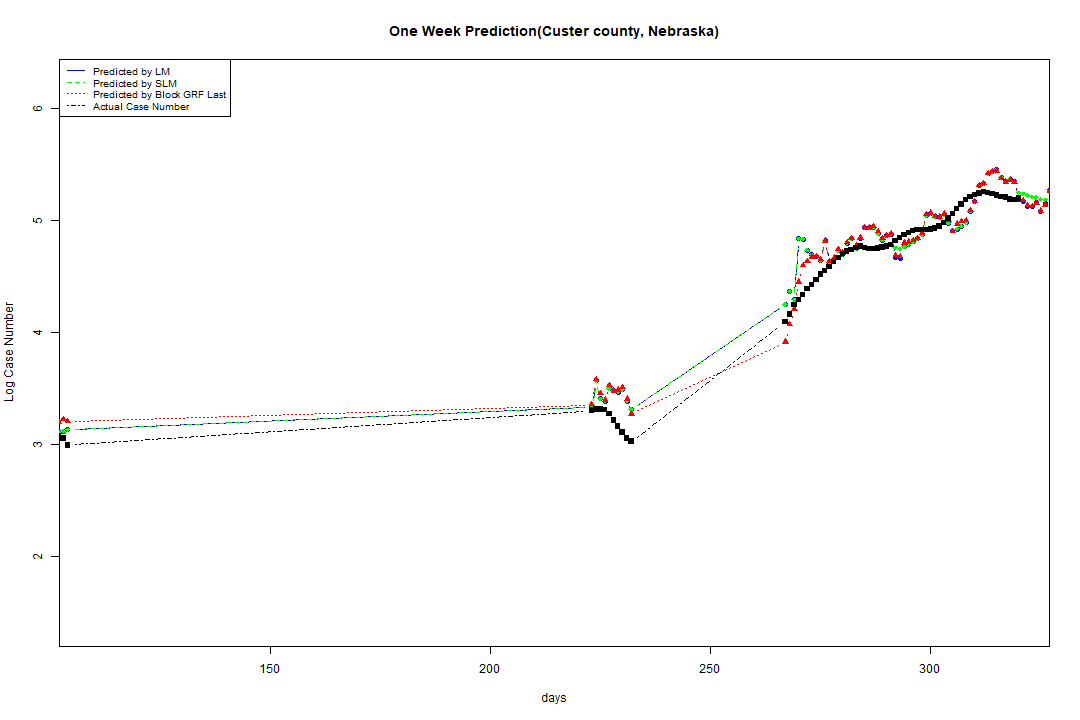 One Week Prediction(Custer county, Nebraska)
Predicted by LM
Predicted by SLM
Predicted by Block GRF Last
Actual Case Number
6
5
4
3
2
Log Case Number
150 200 250 300
days